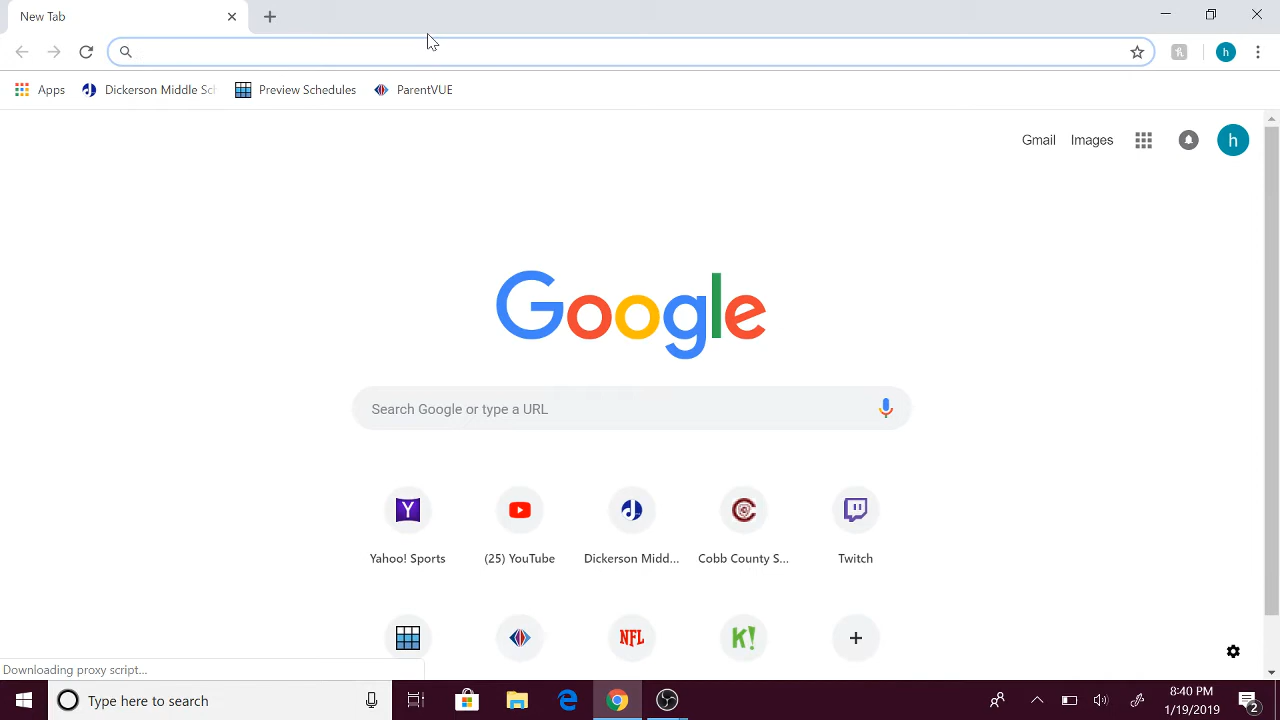 New Tab
Apps
Dickerson Middle Sch
Preview Schedules
ParentVUE
Gmail
Images
h
h
Google
Search Google or type a URL
Y
Yahoo! Sports
(25) YouTube
Dickerson Midd...
Cobb County S...
Twitch
NFL
K!
Downloading proxy script...
Type here to search
8:40 PM
1/19/2019
2